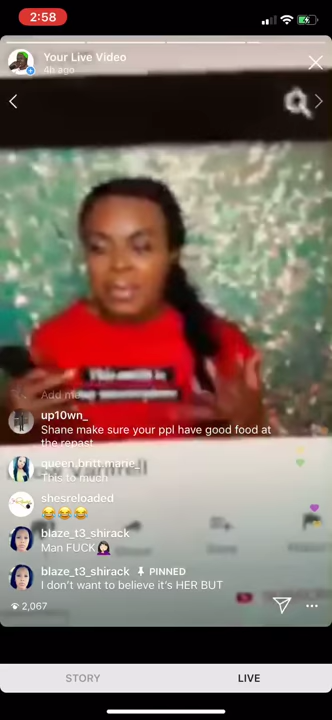 2:58
Your Live Video
4h ago
up10wn_
Shane make sure your ppl have good food at
the repast
queen.britt.mane_
This to much
shesreloaded
😂😂😂
blaze_t3_shirack
Man FUCK🤦🏻‍♀️
blaze_t3_shirack PINNED
I don't want to believe it's HER BUT
2,067
STORY
LIVE